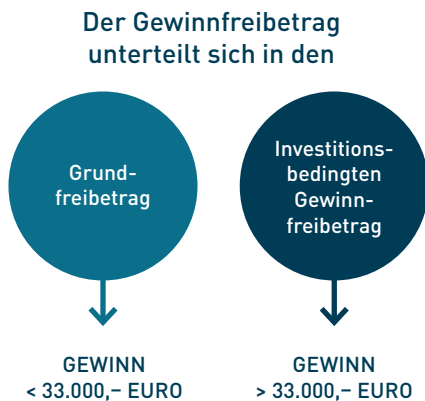 Der Gewinnfreibetrag
unterteilt sich in den
Grund-
freibetrag
Investitions-
bedingten
Gewinn-
freibetrag
GEWINN
< 33.000,– EURO
GEWINN
> 33.000,– EURO